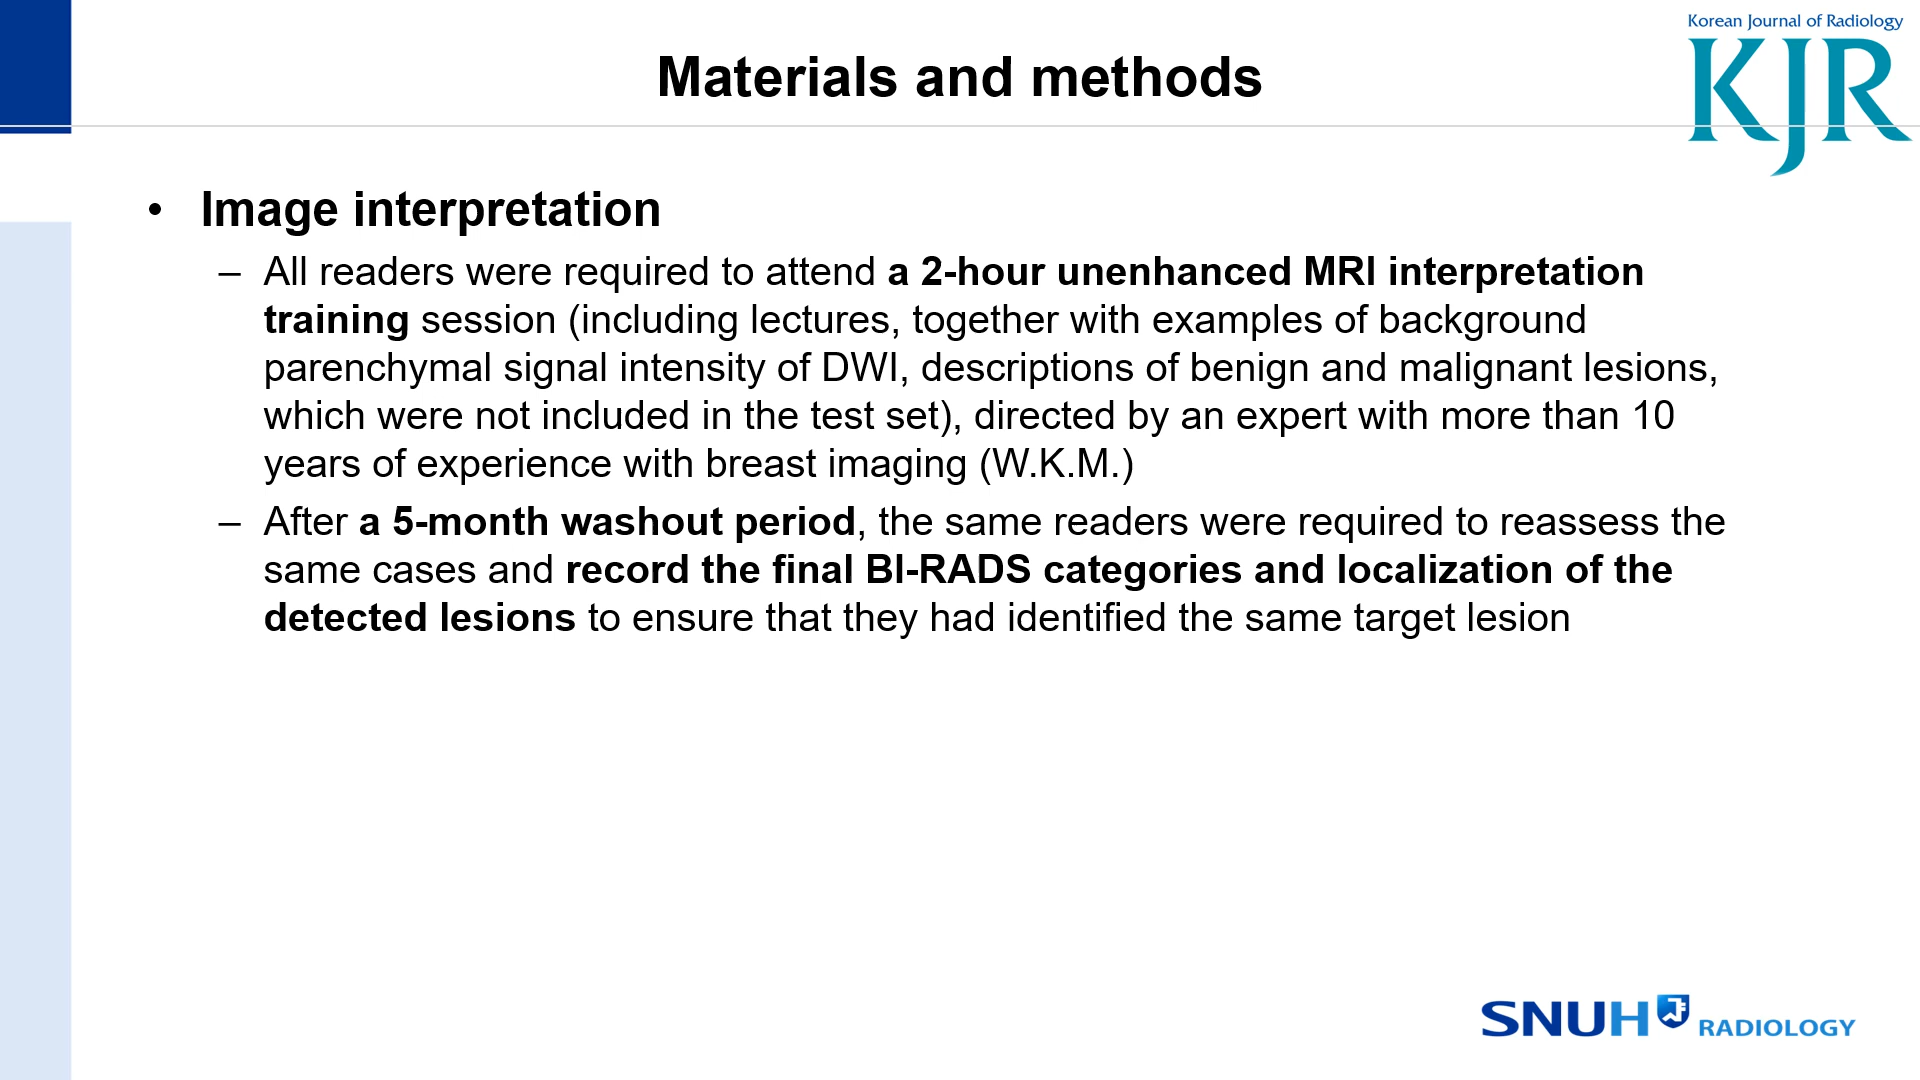 Korean Journal of Radiology
KJR
Materials and methods
• Image interpretation
– All readers were required to attend a 2-hour unenhanced MRI interpretation
training session (including lectures, together with examples of background
parenchymal signal intensity of DWI, descriptions of benign and malignant lesions,
which were not included in the test set), directed by an expert with more than 10
years of experience with breast imaging (W.K.M.)
– After a 5-month washout period, the same readers were required to reassess the
same cases and record the final BI-RADS categories and localization of the
detected lesions to ensure that they had identified the same target lesion
SNUH RADIOLOGY